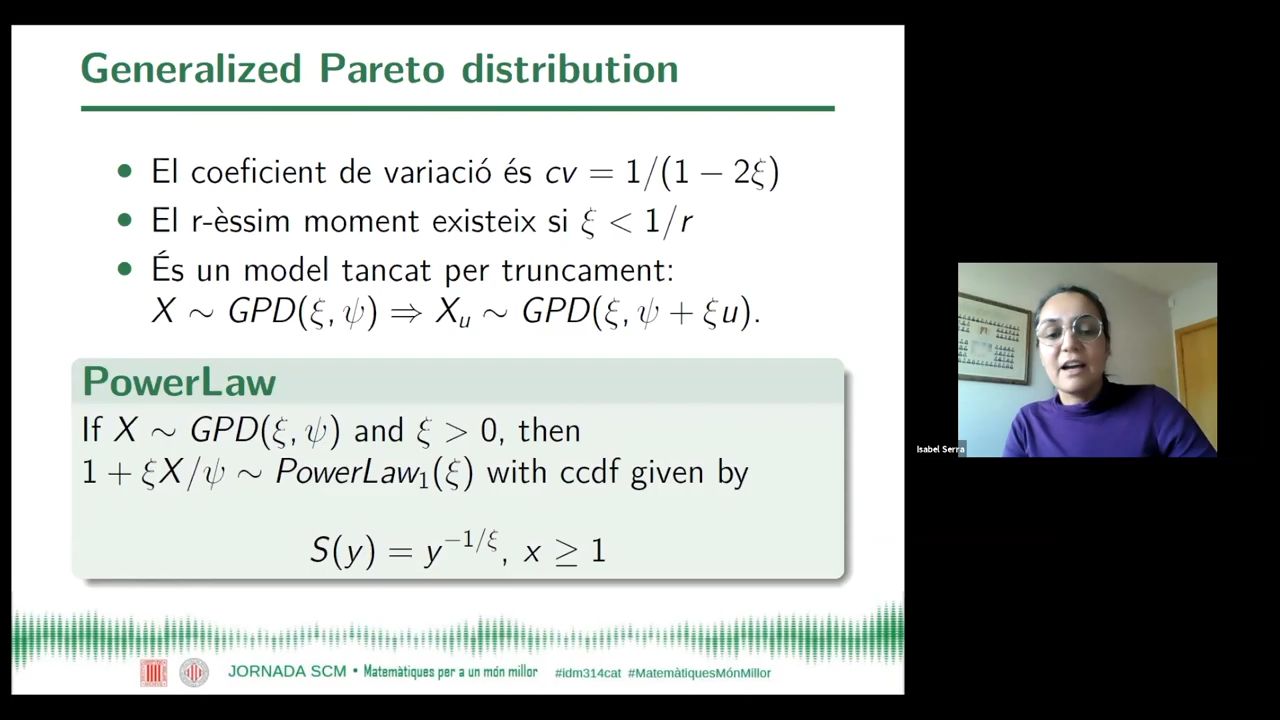 Generalized Pareto distribution
• El coeficient de variació és cv = 1/(1 − 2ξ)
• El r-èssim moment existeix si ξ < 1/r
• És un model tancat per truncament:
X ∼ GPD(ξ, ψ) ⇒ Xᵤ ∼ GPD(ξ, ψ + ξu).
PowerLaw
If X ∼ GPD(ξ, ψ) and ξ > 0, then
1 + ξX/ψ ∼ PowerLaw₁(ξ) with ccdf given by
S(y) = y^{−1/ξ}, x ≥ 1
JORNADA SCM • Matemàtiques per a un món millor #idm314cat #MatemàtiquesMónMillor
Isabel Serra